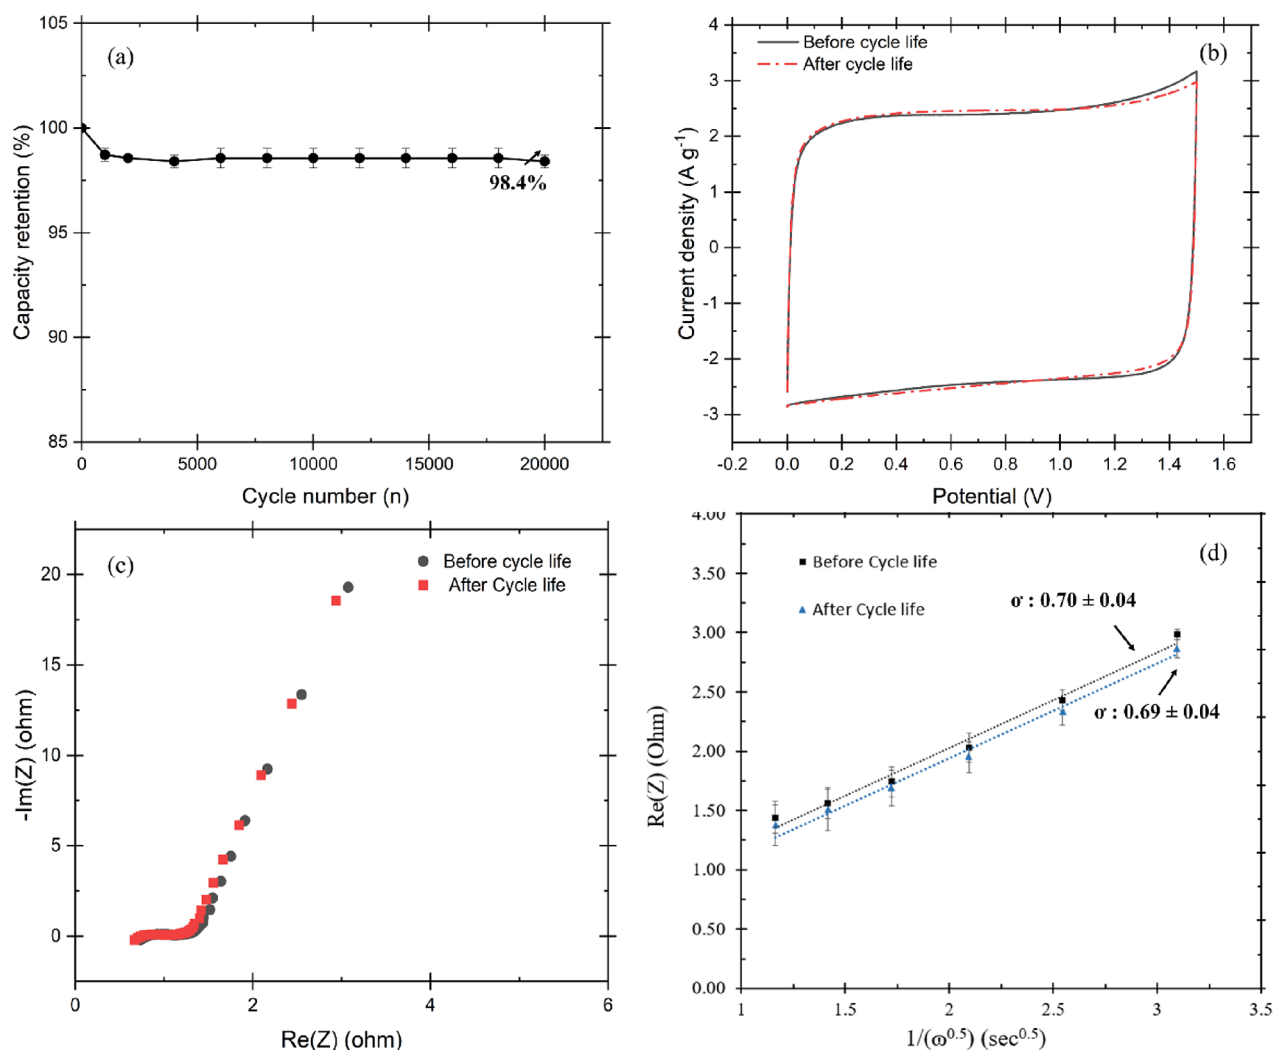 (a)
105
100
95
90
85
Capacity retention (%)
98.4%
0
5000
10000
15000
20000
Cycle number (n)
(b)
Before cycle life
After cycle life
4
3
2
1
0
-1
-2
-3
Current density (A g⁻¹)
-0.2
0.0
0.2
0.4
0.6
0.8
1.0
1.2
1.4
1.6
Potential (V)
(c)
Before cycle life
After Cycle life
20
15
10
5
0
-Im(Z) (ohm)
0
2
4
6
Re(Z) (ohm)
(d)
Before Cycle life
After Cycle life
σ : 0.70 ± 0.04
σ : 0.69 ± 0.04
4.00
3.50
3.00
2.50
2.00
1.50
1.00
0.50
0.00
Re(Z) (Ohm)
1
1.5
2
2.5
3
3.5
1/(ω^0.5) (sec^0.5)